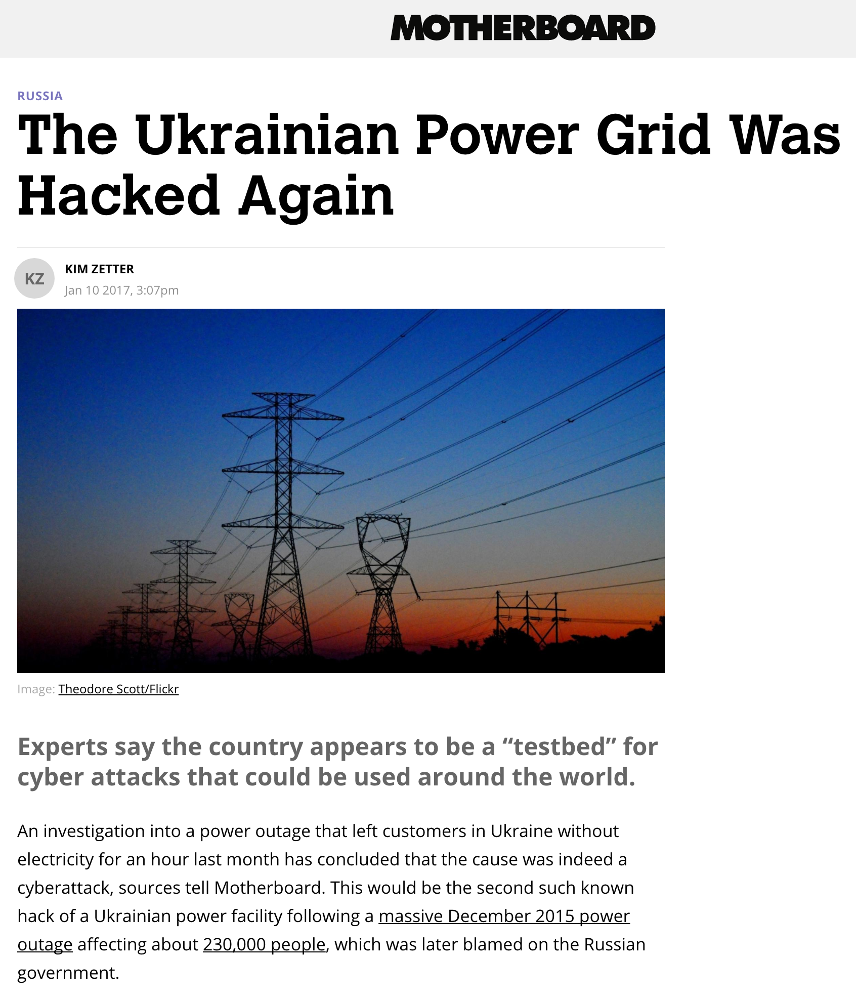 MOTHERBOARD
RUSSIA
The Ukrainian Power Grid Was
Hacked Again
KZ
KIM ZETTER
Jan 10 2017, 3:07pm
Image: Theodore Scott/Flickr
Experts say the country appears to be a “testbed” for
cyber attacks that could be used around the world.
An investigation into a power outage that left customers in Ukraine without
electricity for an hour last month has concluded that the cause was indeed a
cyberattack, sources tell Motherboard. This would be the second such known
hack of a Ukrainian power facility following a massive December 2015 power
outage affecting about 230,000 people, which was later blamed on the Russian
government.